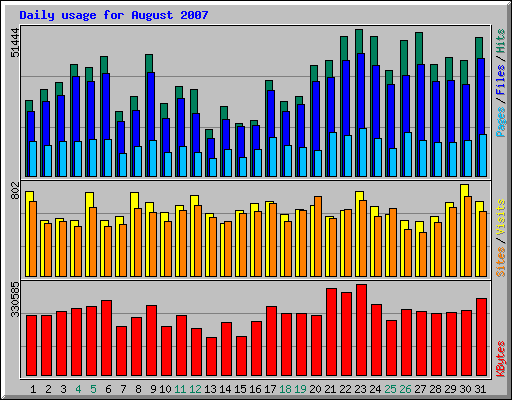 Daily usage for August 2007
51444
Pages / Files / Hits
802
Sites / Visits
330585
KBytes
1 2 3 4 5 6 7 8 9 10 11 12 13 14 15 16 17 18 19 20 21 22 23 24 25 26 27 28 29 30 31